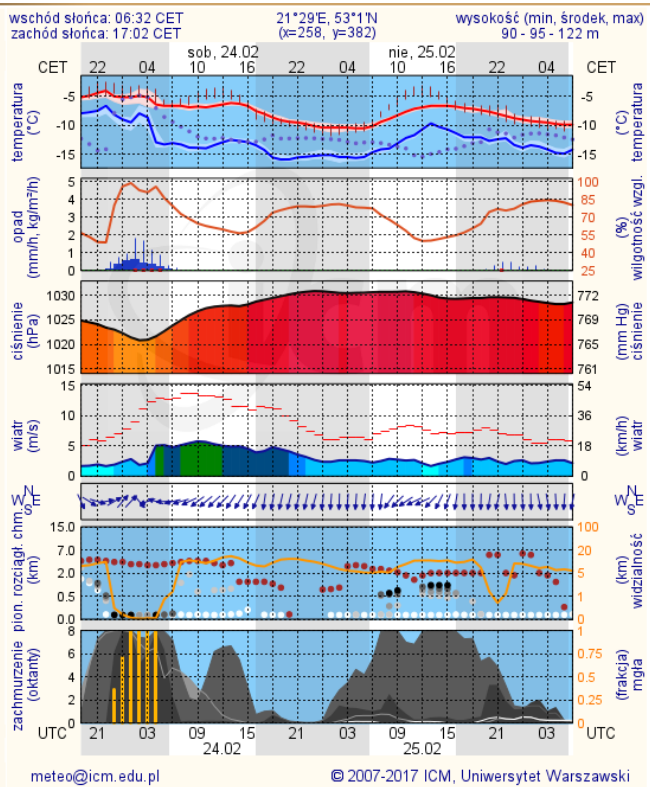 wschód słońca: 06:32 CET 21°29'E, 53°1'N wysokość (min, środek, max)
zachód słońca: 17:02 CET (x=258, y=382) 90 - 95 - 122 m
sob, 24.02 nie, 25.02
CET 22 04 10 16 22 04 10 16 22 04 CET
temperatura (°C)
-5 -10 -15
-5 -10 -15
temperatura (°C)
opad (mm/h, kg/m²/h)
5 4 3 2 1 0
100 85 70 55 40 25
(%) wilgotność wzgl.
ciśnienie (hPa)
1030 1025 1020 1015
772 769 765 761
(mm Hg) ciśnienie
wiatr (m/s)
15 10 5 0
54 36 18 0
(km/h) wiatr
N W E S
N W E S
pion. rozciągł. chm. (km)
15.0 7.0 2.0 0.5 0.0
100 20 5 1 0
(km) widzialność
zachmurzenie (oktanty)
8 6 4 2 0
1 0.75 0.5 0.25 0
(frakcja) mgła
UTC 21 03 09 15 21 03 09 15 21 03 UTC
24.02 25.02
meteo@icm.edu.pl © 2007-2017 ICM, Uniwersytet Warszawski